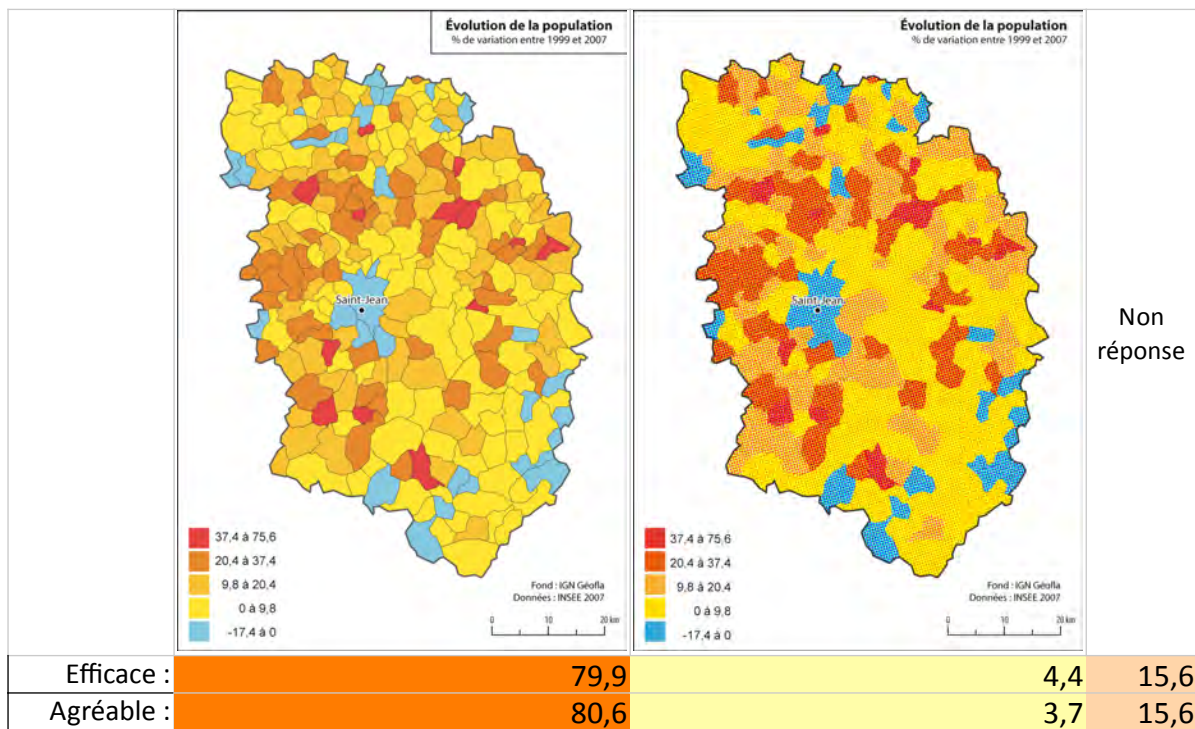 Évolution de la population
% de variation entre 1999 et 2007
Saint-Jean
37,4 à 75,6
20,4 à 37,4
9,8 à 20,4
0 à 9,8
-17,4 à 0
Fond : IGN Géofla
Données : INSEE 2007
0 10 20 km
Évolution de la population
% de variation entre 1999 et 2007
Saint-Jean
37,4 à 75,6
20,4 à 37,4
9,8 à 20,4
0 à 9,8
-17,4 à 0
Fond : IGN Géofla
Données : INSEE 2007
0 10 20 km
Non
réponse
Efficace : 79,9 4,4 15,6
Agréable : 80,6 3,7 15,6